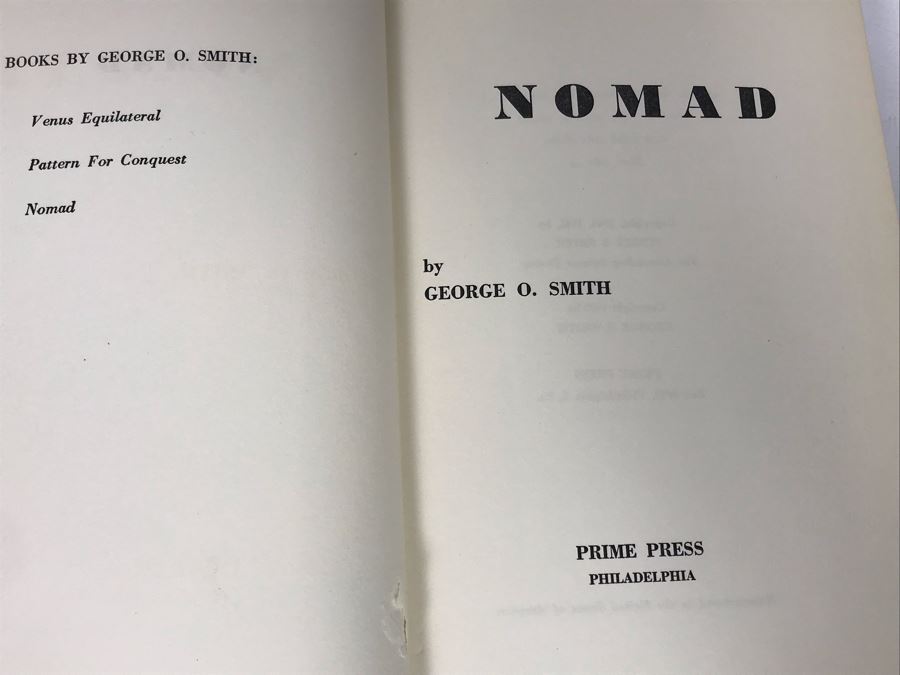 BOOKS BY GEORGE O. SMITH:
Venus Equilateral
Pattern For Conquest
Nomad
NOMAD
by
GEORGE O. SMITH
PRIME PRESS
PHILADELPHIA